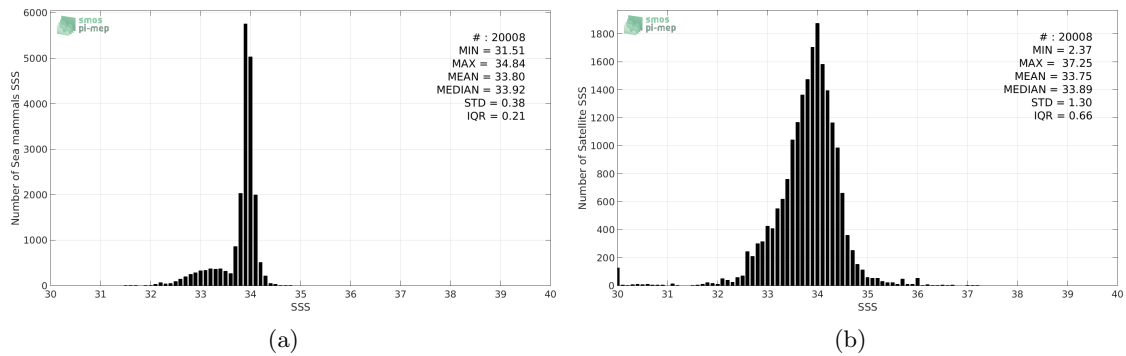 smos
pi-mep
# : 20008
MIN = 31.51
MAX = 34.84
MEAN = 33.80
MEDIAN = 33.92
STD = 0.38
IQR = 0.21
Number of Sea mammals SSS
6000
5000
4000
3000
2000
1000
0
30 31 32 33 34 35 36 37 38 39 40
SSS
(a)
smos
pi-mep
# : 20008
MIN = 2.37
MAX = 37.25
MEAN = 33.75
MEDIAN = 33.89
STD = 1.30
IQR = 0.66
Number of Satellite SSS
1800
1600
1400
1200
1000
800
600
400
200
0
30 31 32 33 34 35 36 37 38 39 40
SSS
(b)